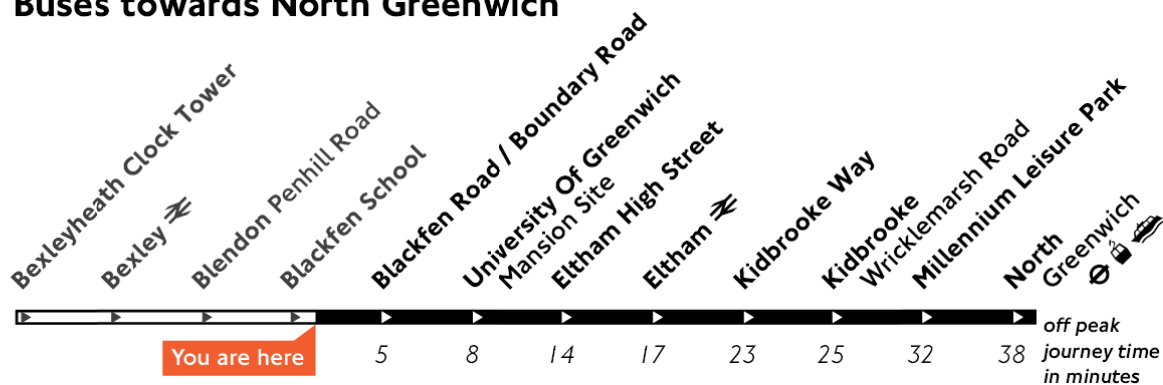 Buses towards North Greenwich
Bexleyheath Clock Tower
Bexley
Blendon Penhill Road
Blackfen School
Blackfen Road / Boundary Road
University Of Greenwich
Mansion Site
Eltham High Street
Eltham
Kidbrooke Way
Kidbrooke
Wricklemarsh Road
Millennium Leisure Park
North
Greenwich
You are here
5 8 14 17 23 25 32 38
off peak
journey time
in minutes